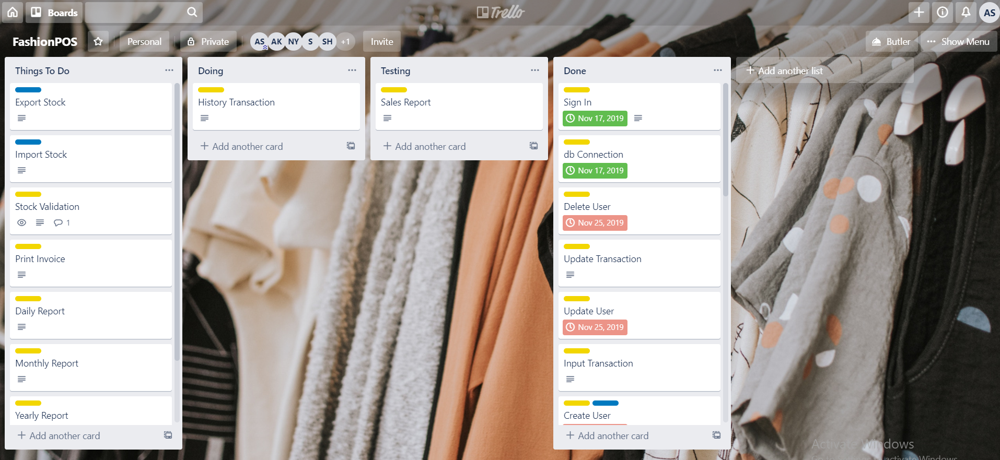 Boards
Trello
AS
FashionPOS
Personal
Private
AS AK NY S SH +1
Invite
Butler
Show Menu
Things To Do
Export Stock
Import Stock
Stock Validation
1
Print Invoice
Daily Report
Monthly Report
Yearly Report
Add another card
Doing
History Transaction
Add another card
Testing
Sales Report
Add another card
Done
Sign In
Nov 17, 2019
db Connection
Nov 17, 2019
Delete User
Nov 25, 2019
Update Transaction
Update User
Nov 25, 2019
Input Transaction
Create User
Add another card
Add another list
Activate Windows
Go to Settings to activate Windows.